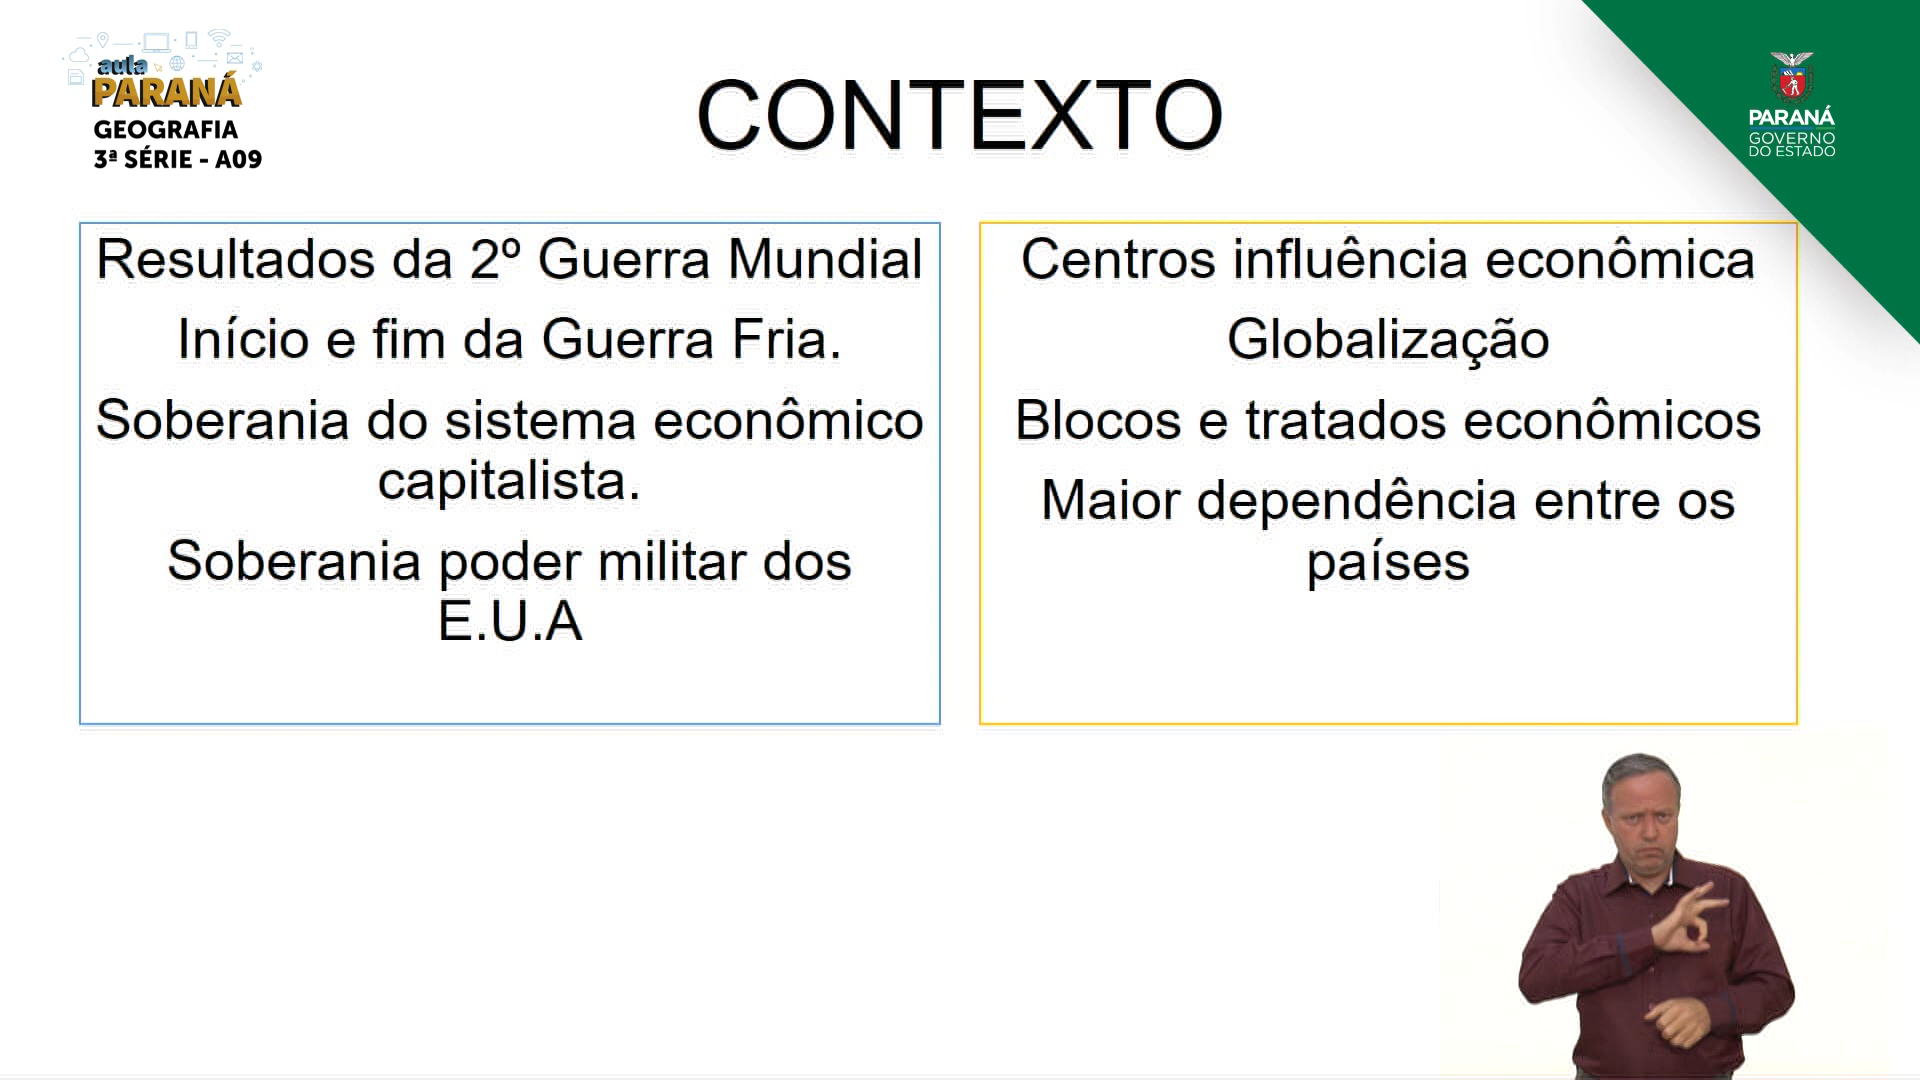 aula
PARANÁ
GEOGRAFIA
3ª SÉRIE - A09
CONTEXTO
PARANÁ
GOVERNO
DO ESTADO
Resultados da 2º Guerra Mundial
Início e fim da Guerra Fria.
Soberania do sistema econômico
capitalista.
Soberania poder militar dos
E.U.A
Centros influência econômica
Globalização
Blocos e tratados econômicos
Maior dependência entre os
países